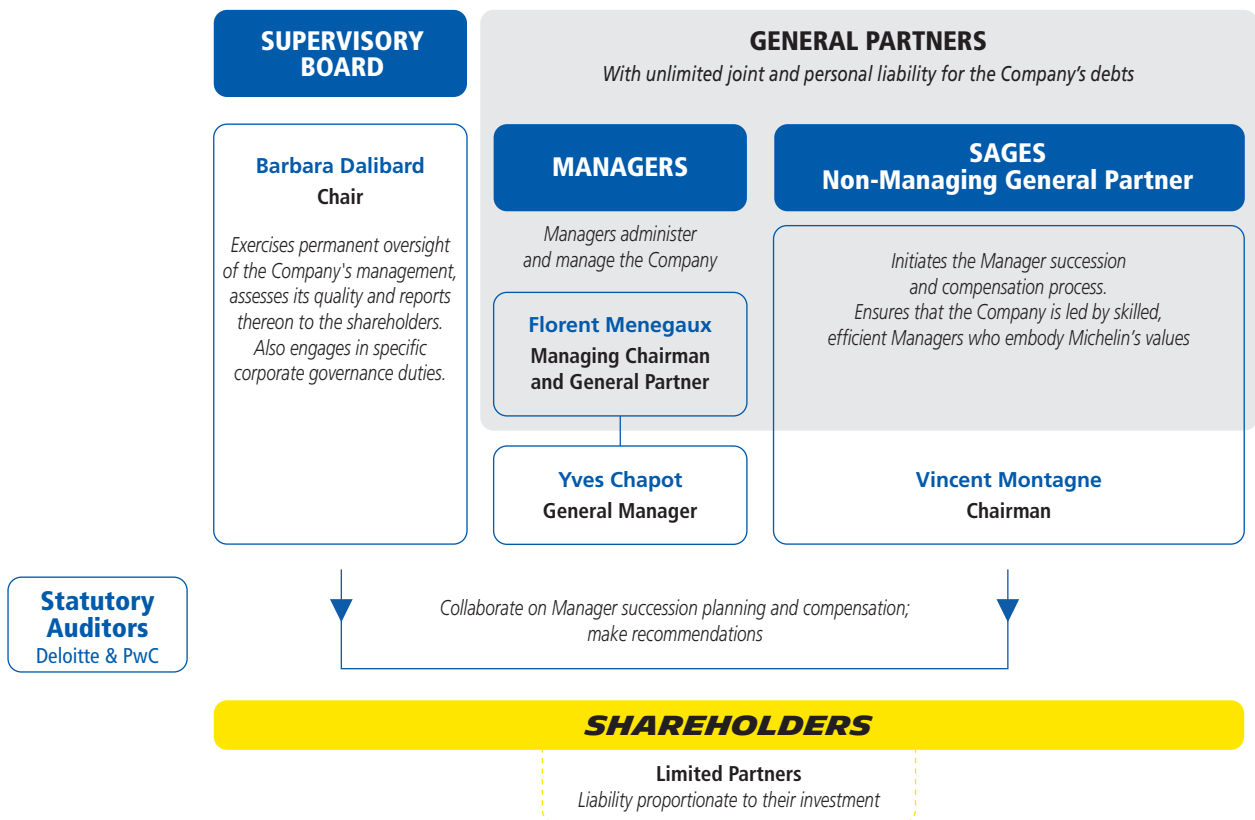 SUPERVISORY
BOARD
Barbara Dalibard
Chair
Exercises permanent oversight
of the Company's management,
assesses its quality and reports
thereon to the shareholders.
Also engages in specific
corporate governance duties.
GENERAL PARTNERS
With unlimited joint and personal liability for the Company’s debts
MANAGERS
Managers administer
and manage the Company
Florent Menegaux
Managing Chairman
and General Partner
Yves Chapot
General Manager
SAGES
Non-Managing General Partner
Initiates the Manager succession
and compensation process.
Ensures that the Company is led by skilled,
efficient Managers who embody Michelin’s values
Vincent Montagne
Chairman
Statutory
Auditors
Deloitte & PwC
Collaborate on Manager succession planning and compensation;
make recommendations
SHAREHOLDERS
Limited Partners
Liability proportionate to their investment